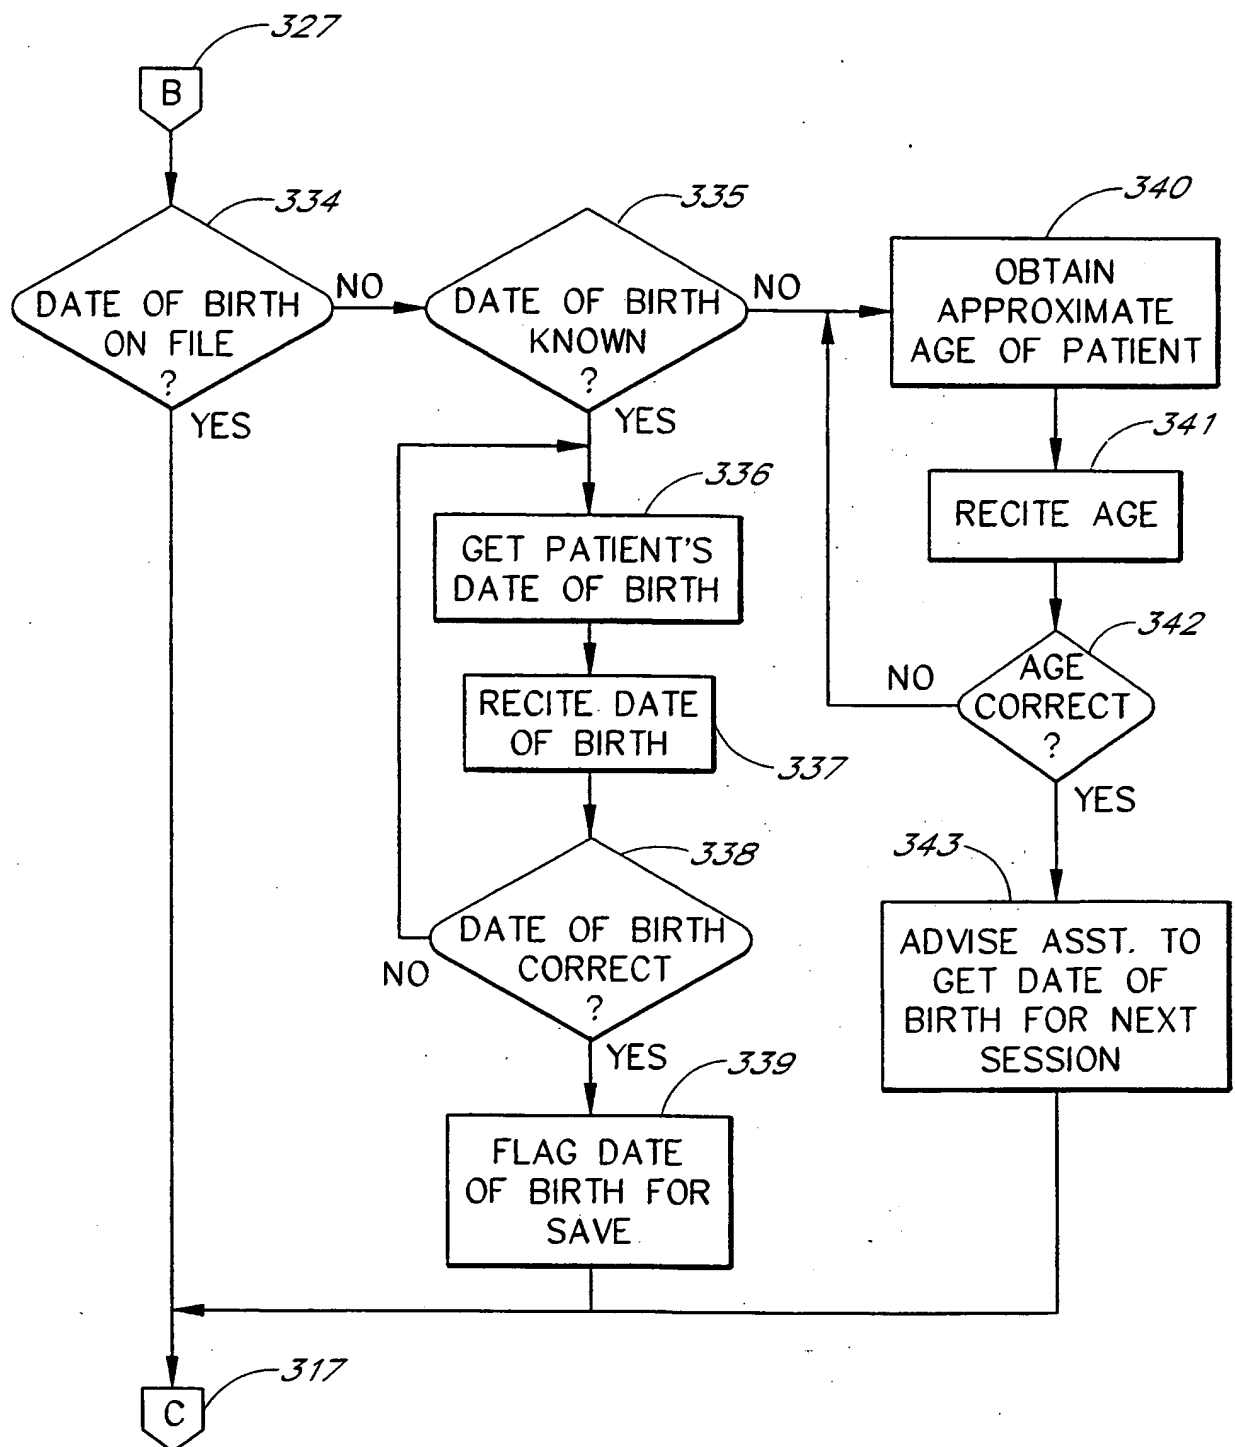 327
B
334
DATE OF BIRTH
ON FILE
?
NO
YES
335
DATE OF BIRTH
KNOWN
?
NO
YES
340
OBTAIN
APPROXIMATE
AGE OF PATIENT
341
RECITE AGE
342
AGE
CORRECT
?
NO
YES
336
GET PATIENT'S
DATE OF BIRTH
RECITE DATE
OF BIRTH
337
338
DATE OF BIRTH
CORRECT
?
NO
YES
343
ADVISE ASST. TO
GET DATE OF
BIRTH FOR NEXT
SESSION
339
FLAG DATE
OF BIRTH FOR
SAVE
317
C